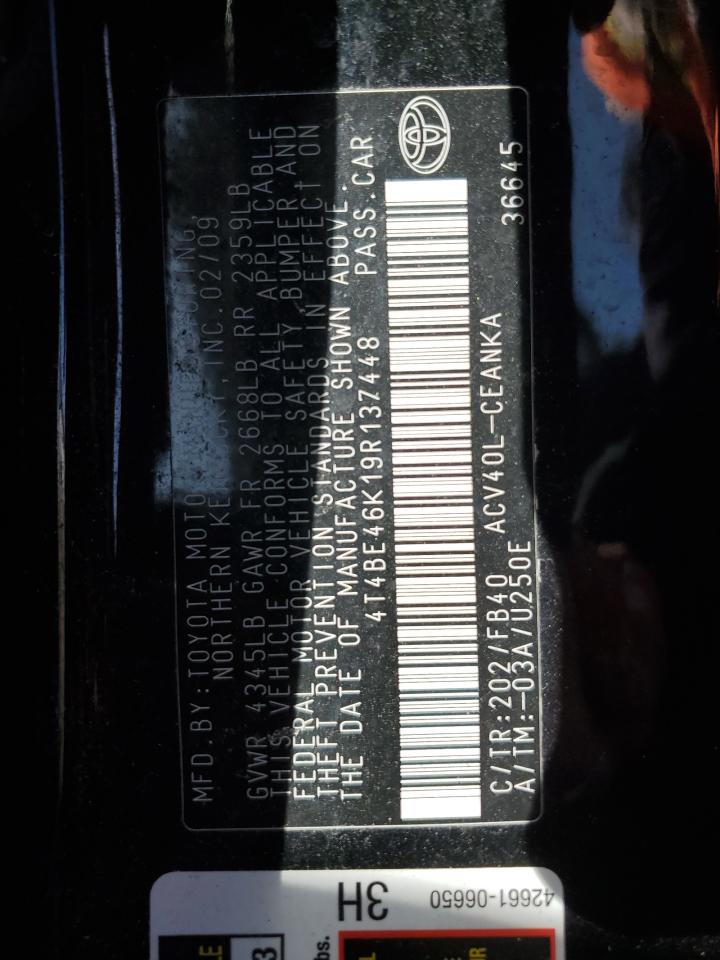 MFD. BY: TOYOTA MOTO
NORTHERN KENTUCKY, INC. 02/09
GVWR 4345LB GAWR FR 2668LB RR 2359LB
THIS VEHICLE CONFORMS TO ALL APPLICABLE
FEDERAL MOTOR VEHICLE SAFETY, BUMPER, AND
THEFT PREVENTION STANDARDS IN EFFECT ON
THE DATE OF MANUFACTURE SHOWN ABOVE.
4T4BE46K19R137448 PASS. CAR
C/TR:202/FB40 ACV40L-CEANKA 36645
A/TM:-03A/U250E
3H
42661-06650